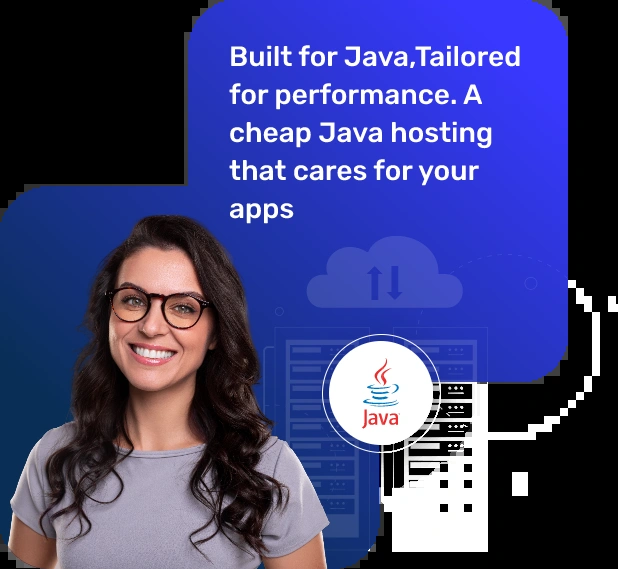 Built for Java,Tailored
for performance. A
cheap Java hosting
that cares for your
apps
Java